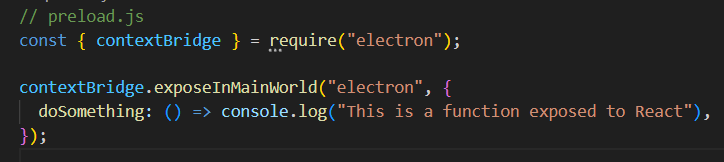 // preload.js
const { contextBridge } = require("electron");
contextBridge.exposeInMainWorld("electron", {
  doSomething: () => console.log("This is a function exposed to React"),
});